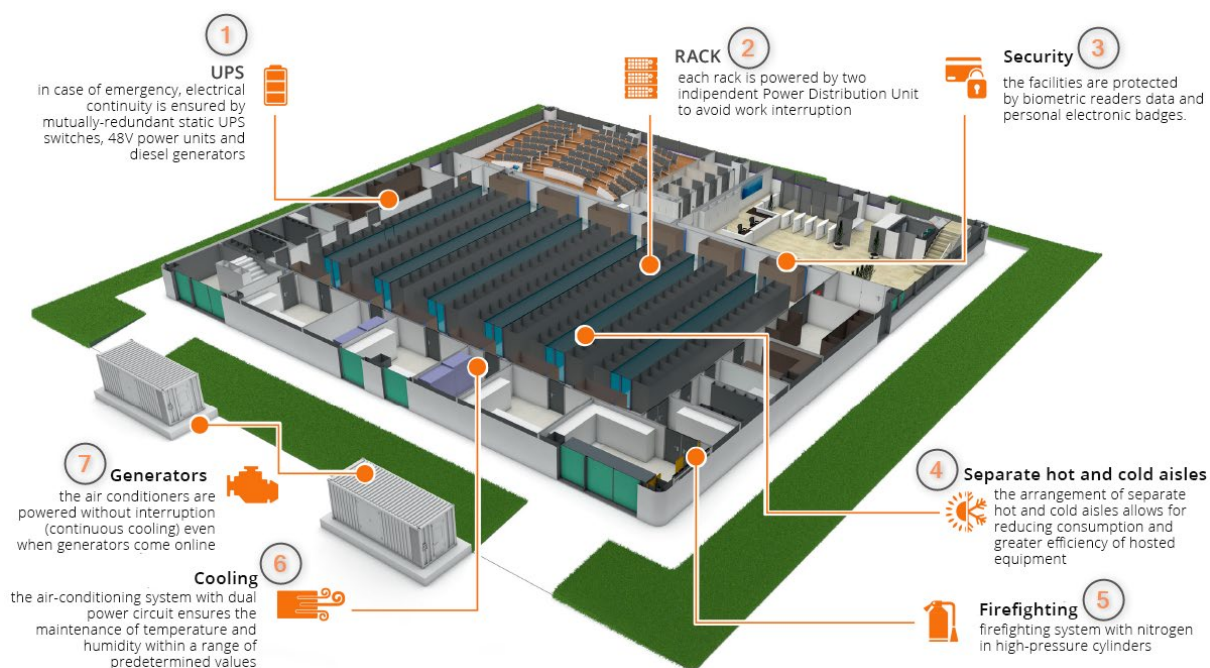 1
UPS
in case of emergency, electrical
continuity is ensured by
mutually-redundant static UPS
switches, 48V power units and
diesel generators
RACK 2
each rack is powered by two
indipendent Power Distribution Unit
to avoid work interruption
Security 3
the facilities are protected
by biometric readers data and
personal electronic badges.
4 Separate hot and cold aisles
the arrangement of separate
hot and cold aisles allows for
reducing consumption and
greater efficiency of hosted
equipment
Firefighting 5
firefighting system with nitrogen
in high-pressure cylinders
Cooling 6
the air-conditioning system with dual
power circuit ensures the
maintenance of temperature and
humidity within a range of
predetermined values
7 Generators
the air conditioners are
powered without interruption
(continuous cooling) even
when generators come online